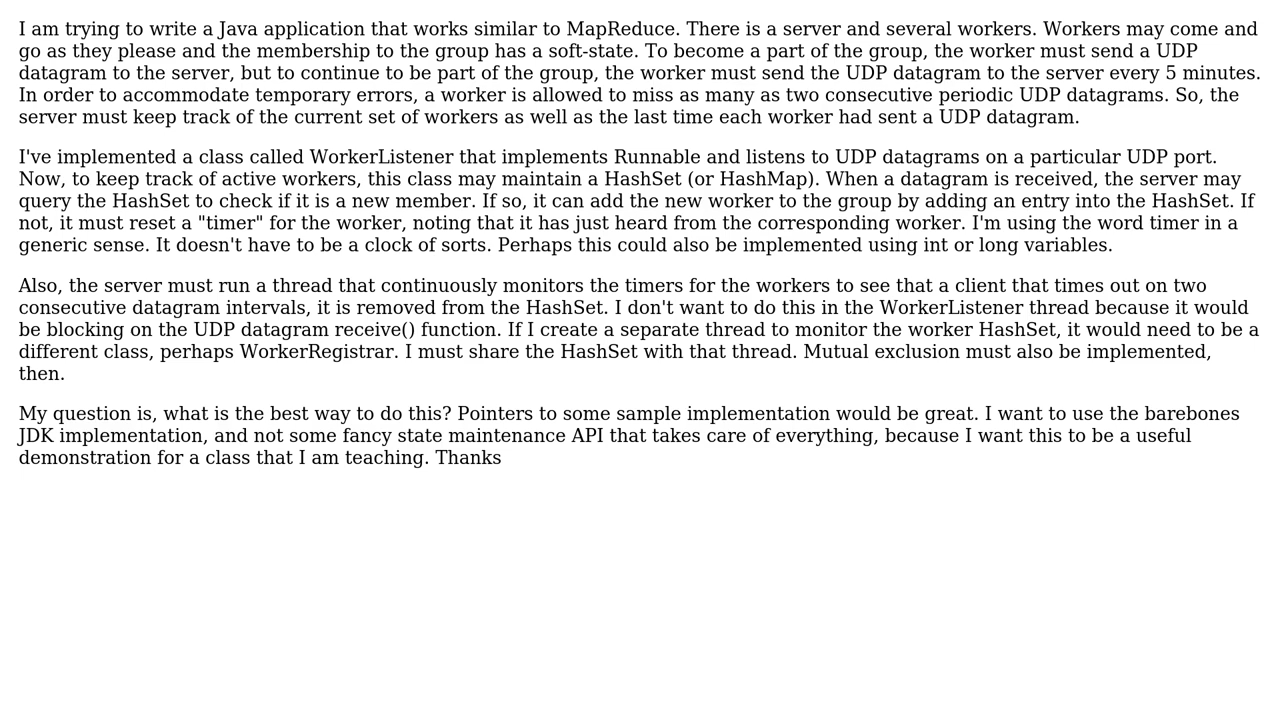 I am trying to write a Java application that works similar to MapReduce. There is a server and several workers. Workers may come and
go as they please and the membership to the group has a soft-state. To become a part of the group, the worker must send a UDP
datagram to the server, but to continue to be part of the group, the worker must send the UDP datagram to the server every 5 minutes.
In order to accommodate temporary errors, a worker is allowed to miss as many as two consecutive periodic UDP datagrams. So, the
server must keep track of the current set of workers as well as the last time each worker had sent a UDP datagram.
I've implemented a class called WorkerListener that implements Runnable and listens to UDP datagrams on a particular UDP port.
Now, to keep track of active workers, this class may maintain a HashSet (or HashMap). When a datagram is received, the server may
query the HashSet to check if it is a new member. If so, it can add the new worker to the group by adding an entry into the HashSet. If
not, it must reset a "timer" for the worker, noting that it has just heard from the corresponding worker. I'm using the word timer in a
generic sense. It doesn't have to be a clock of sorts. Perhaps this could also be implemented using int or long variables.
Also, the server must run a thread that continuously monitors the timers for the workers to see that a client that times out on two
consecutive datagram intervals, it is removed from the HashSet. I don't want to do this in the WorkerListener thread because it would
be blocking on the UDP datagram receive() function. If I create a separate thread to monitor the worker HashSet, it would need to be a
different class, perhaps WorkerRegistrar. I must share the HashSet with that thread. Mutual exclusion must also be implemented,
then.
My question is, what is the best way to do this? Pointers to some sample implementation would be great. I want to use the barebones
JDK implementation, and not some fancy state maintenance API that takes care of everything, because I want this to be a useful
demonstration for a class that I am teaching. Thanks